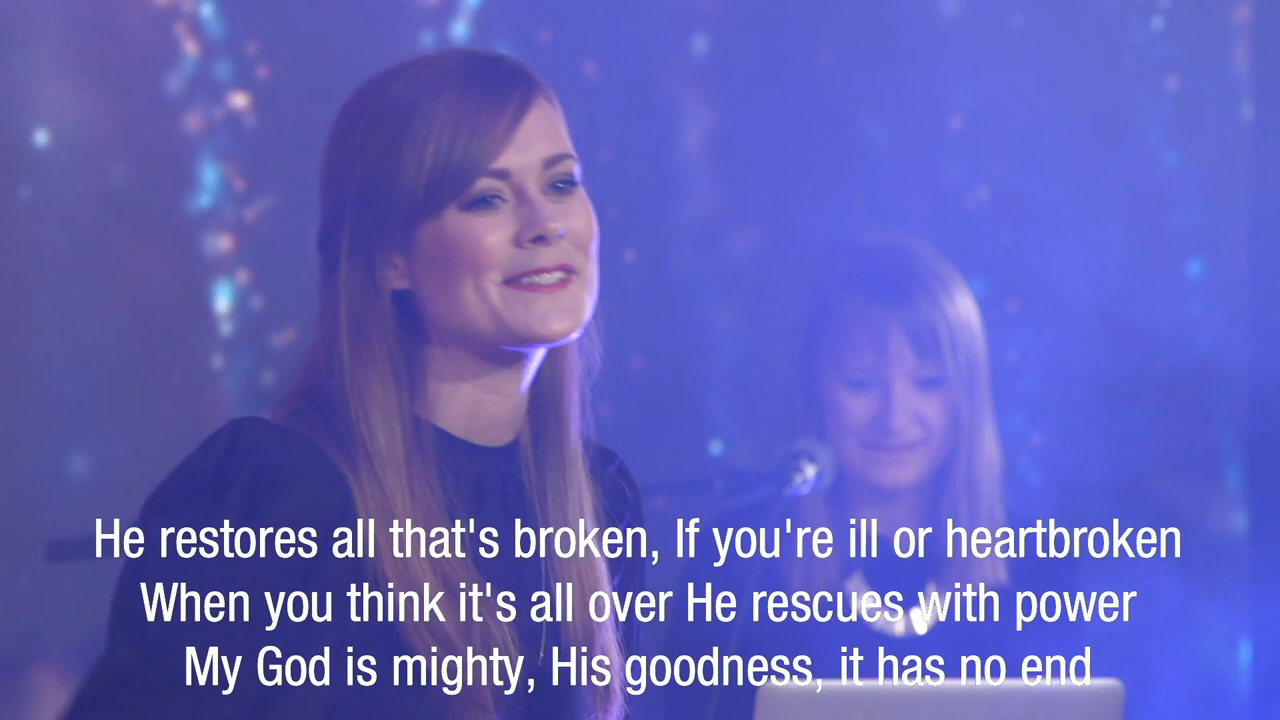 He restores all that's broken, If you're ill or heartbroken
When you think it's all over He rescues with power
My God is mighty, His goodness, it has no end